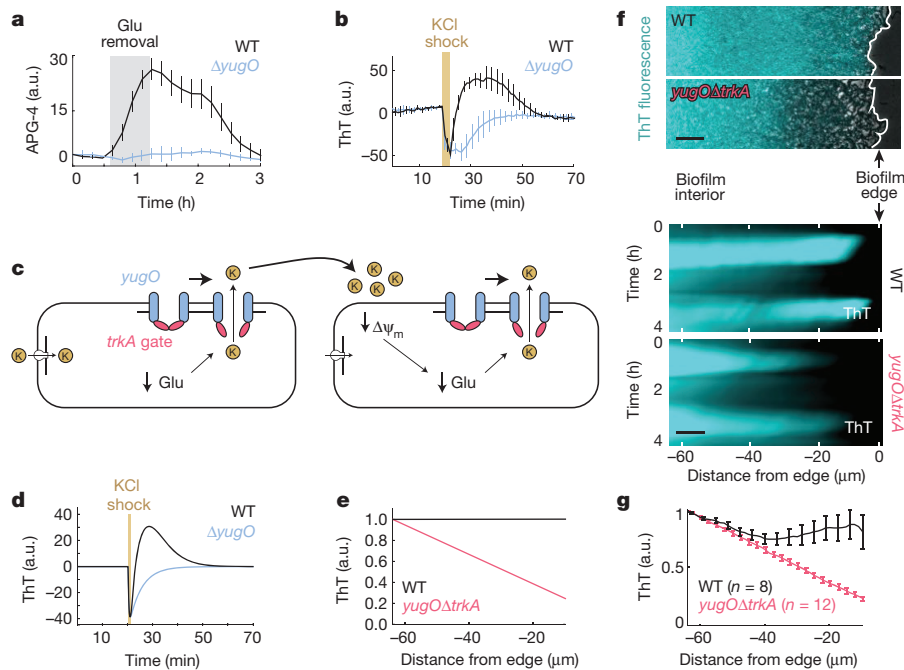 a
Glu
removal
WT
ΔyugO
APG-4 (a.u.)
30
15
0
0 1 2 3
Time (h)
b
KCl
shock
WT
ΔyugO
ThT (a.u.)
50
0
−50
10 20 30 50 70
Time (min)
c
yugO
K
K
K
K
K
trkA gate
K K
K
↓ Glu
↓ ΔΨm
K
K
↓ Glu
d
KCl
shock
WT
ΔyugO
ThT (a.u.)
40
20
0
−20
−40
10 30 50 70
Time (min)
e
ThT (a.u.)
1.0
0.8
0.6
0.4
0.2
0.0
WT
yugOΔtrkA
−60 −40 −20 0
Distance from edge (μm)
f
ThT fluorescence
WT
yugOΔtrkA
Biofilm
interior
Biofilm
edge
Time (h)
0
2
4
ThT
WT
Time (h)
0
2
4
ThT
yugOΔtrkA
−60 −40 −20 0
Distance from edge (μm)
g
ThT (a.u.)
1
0.5
0
WT (n = 8)
yugOΔtrkA (n = 12)
−60 −40 −20 0
Distance from edge (μm)